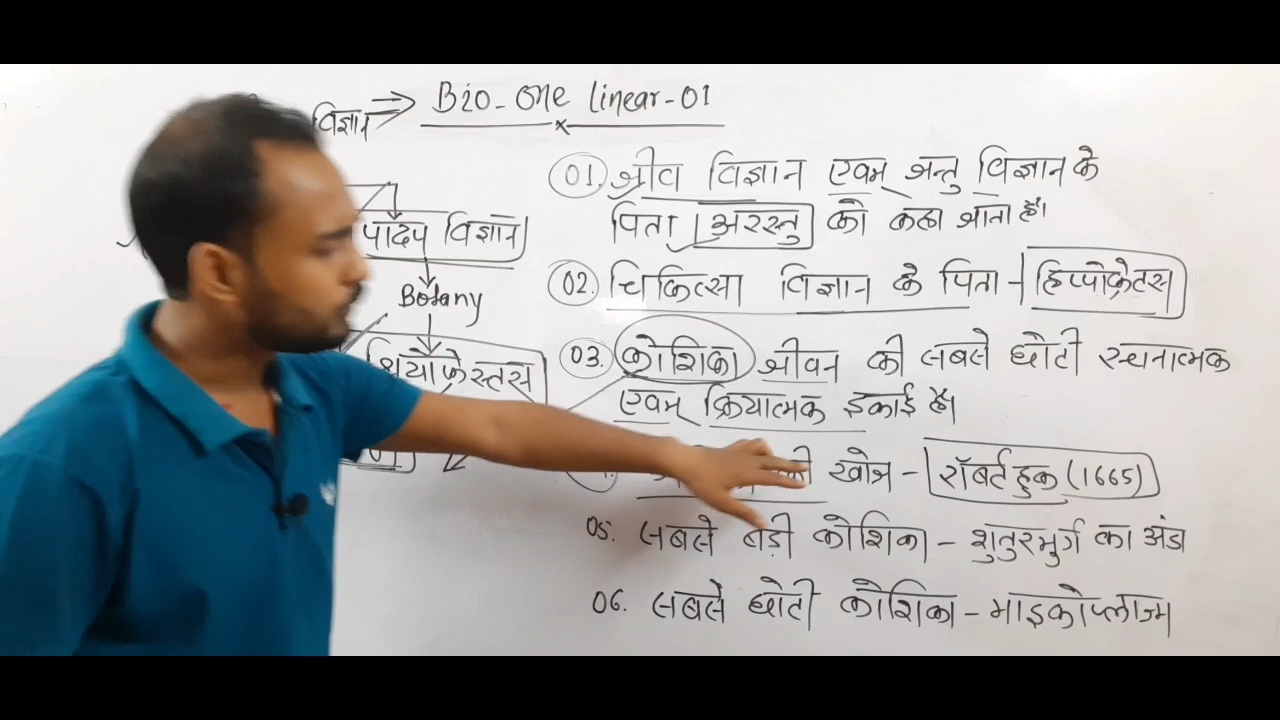 विज्ञान ⇒ Bio - One linear - 01
पादप विज्ञान
Botany
थियोफ्रेस्तस
01. जीव विज्ञान एवम् जन्तु विज्ञान के
पिता अरस्तु को कहा जाता है।
02. चिकित्सा विज्ञान के पिता - हिप्पोक्रेटस
03. कोशिका जीवन की सबसे छोटी रचनात्मक
एवम् क्रियात्मक इकाई है।
खोज - रॉबर्ट हुक (1665)
05. सबसे बड़ी कोशिका - शुतुरमुर्ग का अंडा
06. सबसे छोटी कोशिका - माइकोप्लाज्म